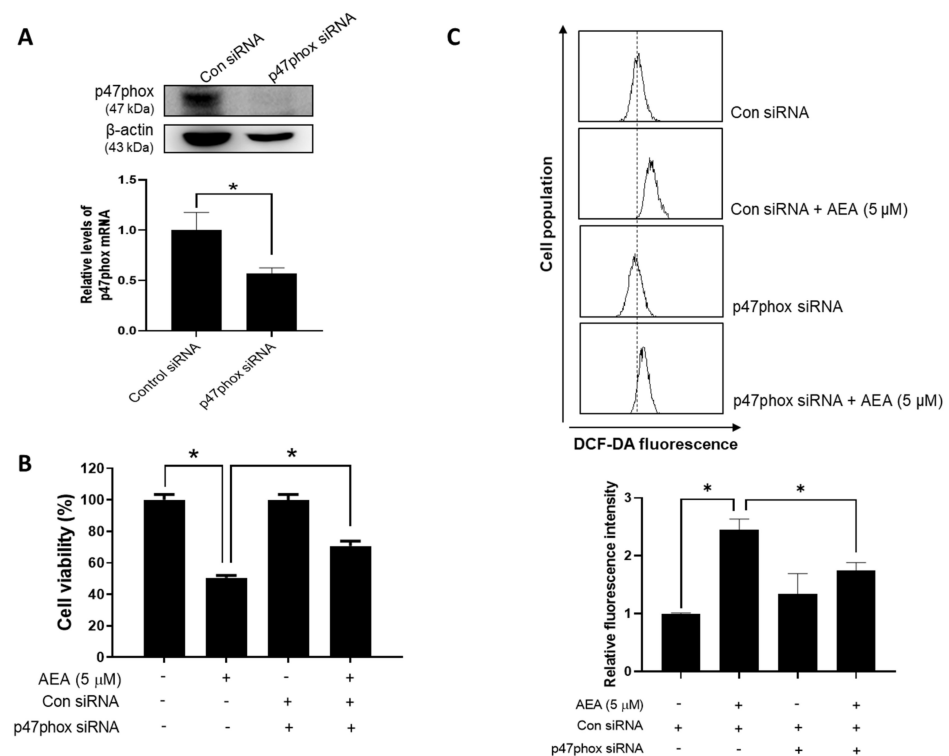 A
Con siRNA
p47phox siRNA
p47phox
(47 kDa)
β-actin
(43 kDa)
Relative levels of
p47phox mRNA
1.5
1.0
0.5
0.0
*
Control siRNA
p47phox siRNA
B
Cell viability (%)
120
100
80
60
40
20
0
* *
AEA (5 μM) - + - +
Con siRNA - - + +
p47phox siRNA - - + +
C
Cell population
Con siRNA
Con siRNA + AEA (5 μM)
p47phox siRNA
p47phox siRNA + AEA (5 μM)
DCF-DA fluorescence
Relative fluorescence intensity
3
2
1
0
* *
AEA (5 μM) - + - +
Con siRNA + + + +
p47phox siRNA - - + +